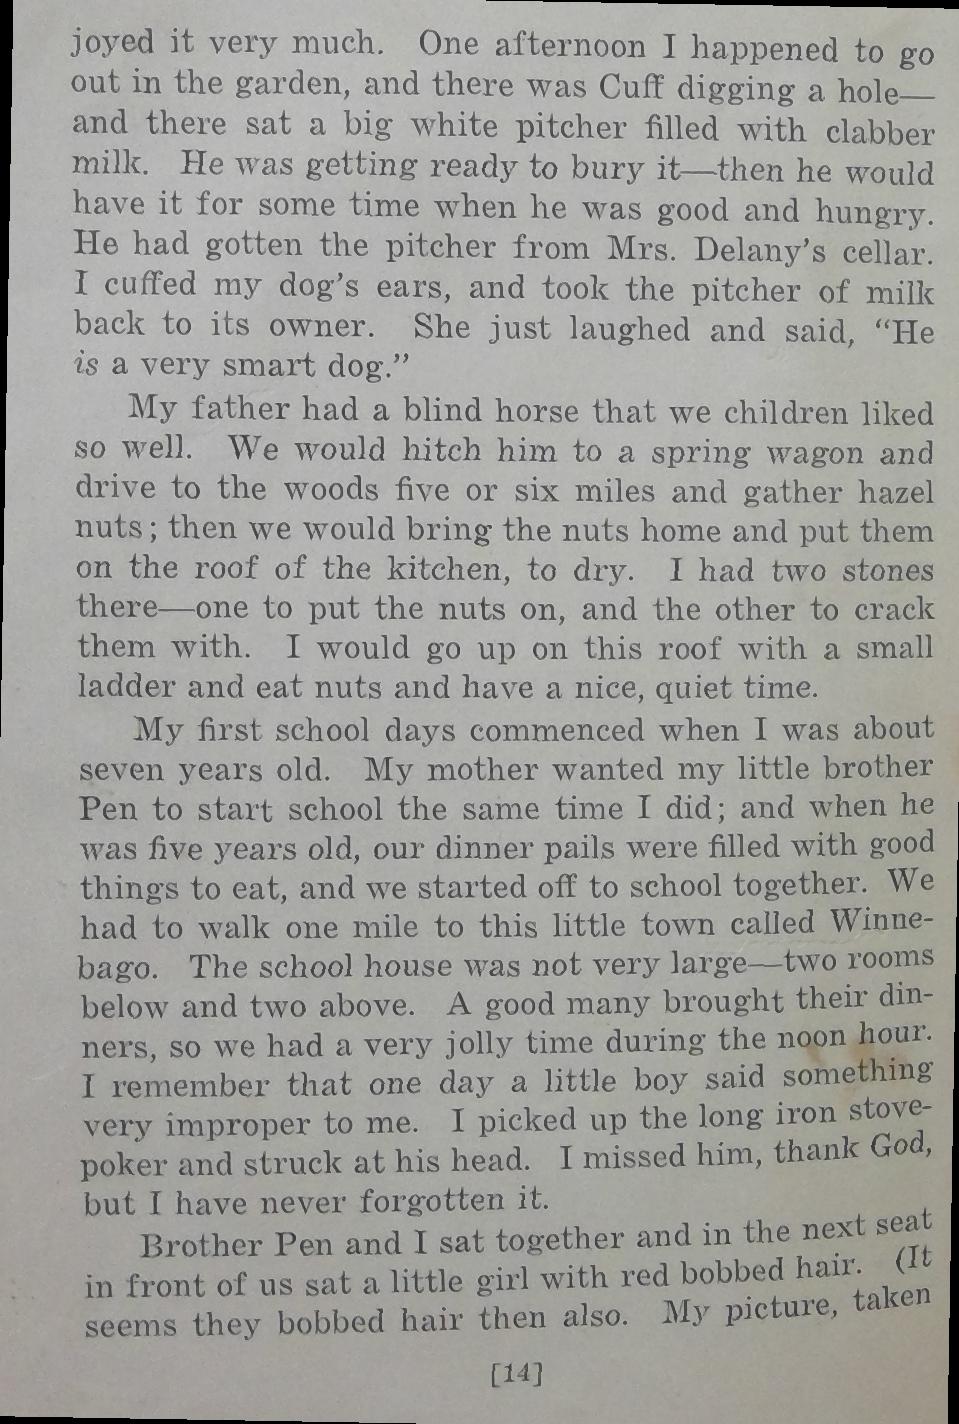 joyed it very much. One afternoon I happened to go
out in the garden, and there was Cuff digging a hole—
and there sat a big white pitcher filled with clabber
milk. He was getting ready to bury it—then he would
have it for some time when he was good and hungry.
He had gotten the pitcher from Mrs. Delany's cellar.
I cuffed my dog's ears, and took the pitcher of milk
back to its owner. She just laughed and said, “He
is a very smart dog.”
My father had a blind horse that we children liked
so well. We would hitch him to a spring wagon and
drive to the woods five or six miles and gather hazel
nuts; then we would bring the nuts home and put them
on the roof of the kitchen, to dry. I had two stones
there—one to put the nuts on, and the other to crack
them with. I would go up on this roof with a small
ladder and eat nuts and have a nice, quiet time.
My first school days commenced when I was about
seven years old. My mother wanted my little brother
Pen to start school the same time I did; and when he
was five years old, our dinner pails were filled with good
things to eat, and we started off to school together. We
had to walk one mile to this little town called Winne-
bago. The school house was not very large—two rooms
below and two above. A good many brought their din-
ners, so we had a very jolly time during the noon hour.
I remember that one day a little boy said something
very improper to me. I picked up the long iron stove-
poker and struck at his head. I missed him, thank God,
but I have never forgotten it.
Brother Pen and I sat together and in the next seat
in front of us sat a little girl with red bobbed hair. (It
seems they bobbed hair then also. My picture, taken
[14]